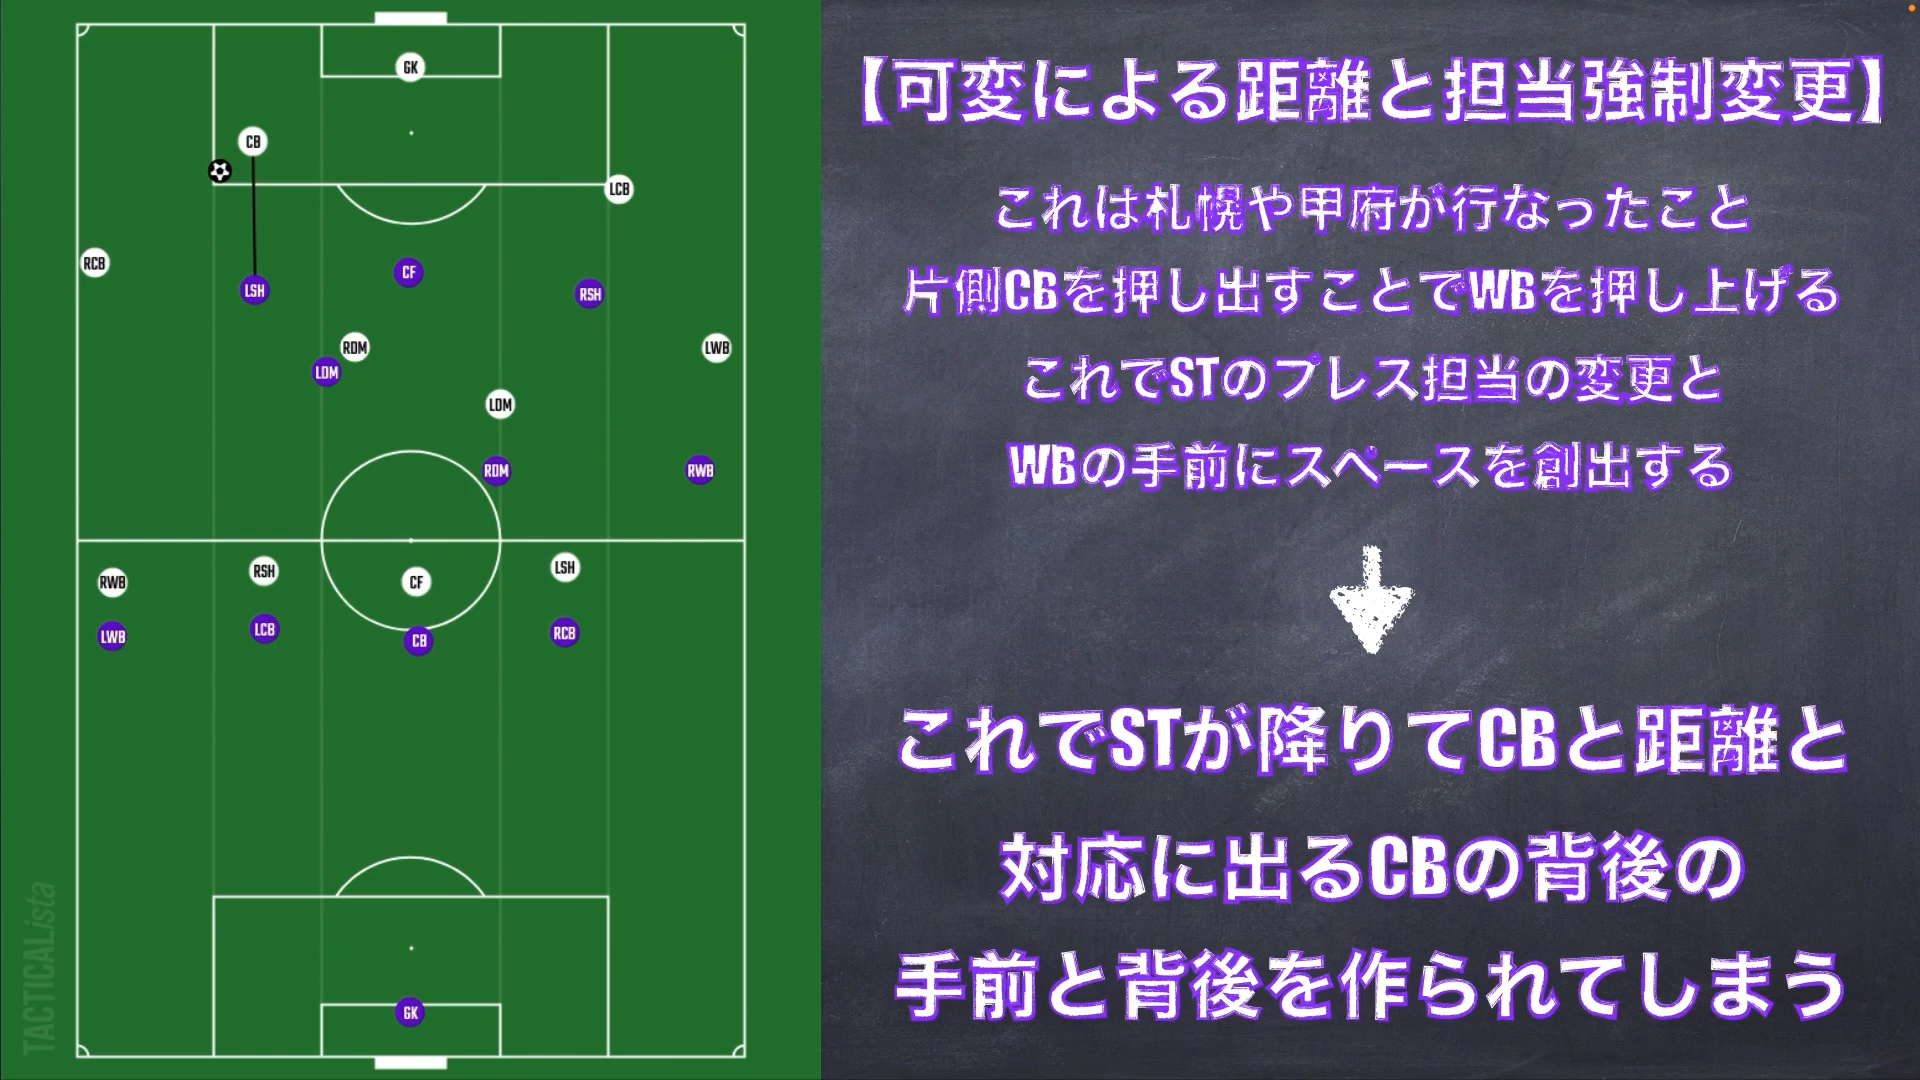 GK
CB
LCB
RCB
LSH
CF
RSH
RDM
LWB
LDM
LDM
RDM
RWB
RWB
RSH
CF
LSH
LWB
LCB
CB
RCB
GK
TACTICALista
【可変による距離と担当強制変更】
これは札幌や甲府が行なったこと
片側CBを押し出すことでWBを押し上げる
これでSTのプレス担当の変更と
WBの手前にスペースを創出する
これでSTが降りてCBと距離と
対応に出るCBの背後の
手前と背後を作られてしまう